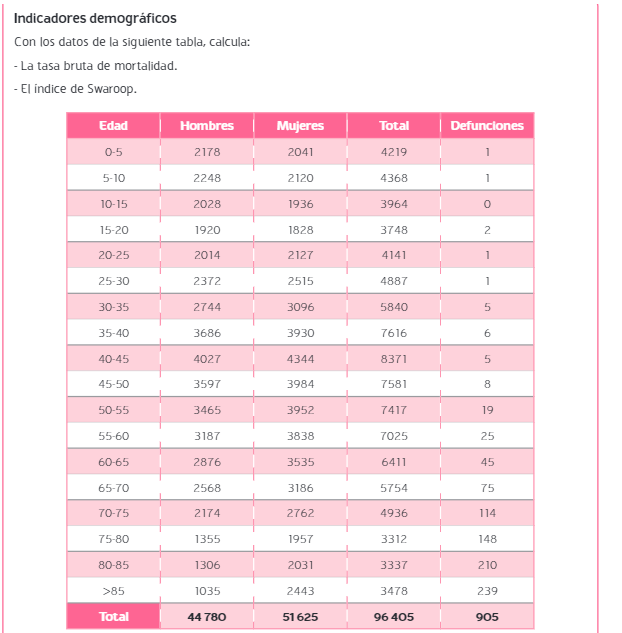 Indicadores demográficos
Con los datos de la siguiente tabla, calcula:
- La tasa bruta de mortalidad.
- El índice de Swaroop.
Edad Hombres Mujeres Total Defunciones
0-5 2178 2041 4219 1
5-10 2248 2120 4368 1
10-15 2028 1936 3964 0
15-20 1920 1828 3748 2
20-25 2014 2127 4141 1
25-30 2372 2515 4887 1
30-35 2744 3096 5840 5
35-40 3686 3930 7616 6
40-45 4027 4344 8371 5
45-50 3597 3984 7581 8
50-55 3465 3952 7417 19
55-60 3187 3838 7025 25
60-65 2876 3535 6411 45
65-70 2568 3186 5754 75
70-75 2174 2762 4936 114
75-80 1355 1957 3312 148
80-85 1306 2031 3337 210
>85 1035 2443 3478 239
Total 44 780 51 625 96 405 905